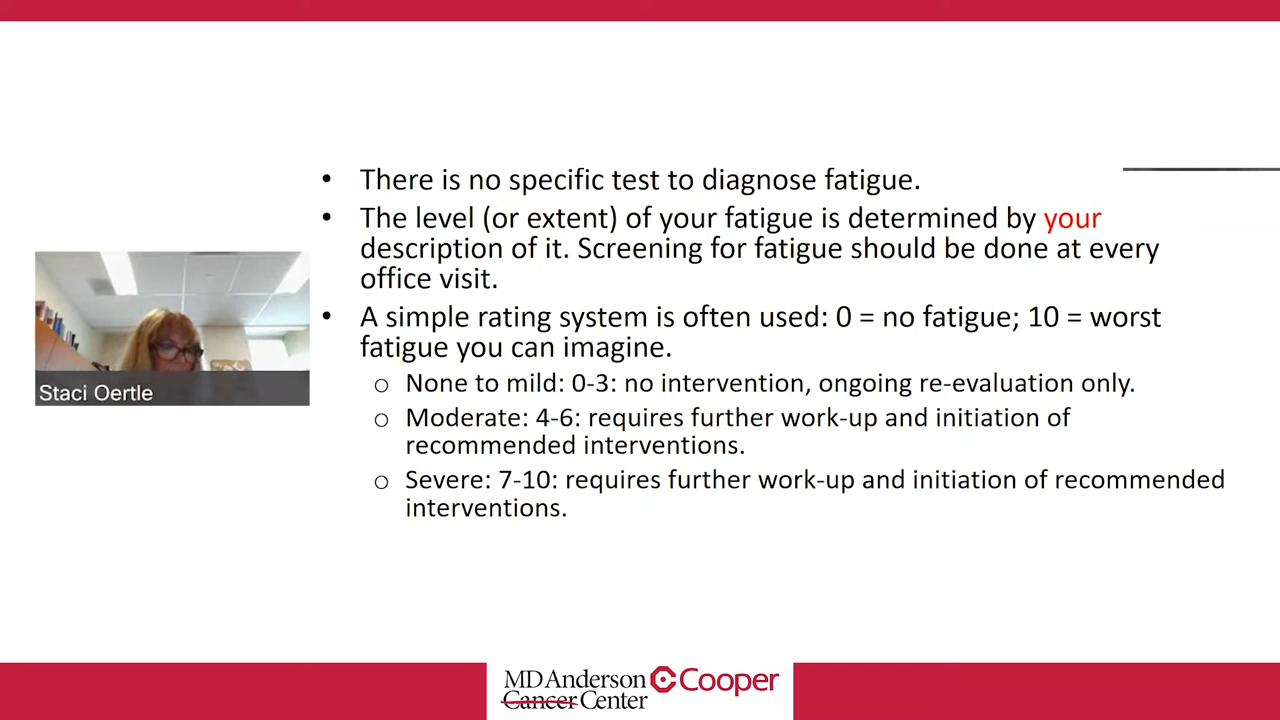 • There is no specific test to diagnose fatigue.
• The level (or extent) of your fatigue is determined by your
description of it. Screening for fatigue should be done at every
office visit.
• A simple rating system is often used: 0 = no fatigue; 10 = worst
fatigue you can imagine.
o None to mild: 0-3: no intervention, ongoing re-evaluation only.
o Moderate: 4-6: requires further work-up and initiation of
recommended interventions.
o Severe: 7-10: requires further work-up and initiation of recommended
interventions.
Staci Oertle
MD Anderson Cooper
Cancer Center